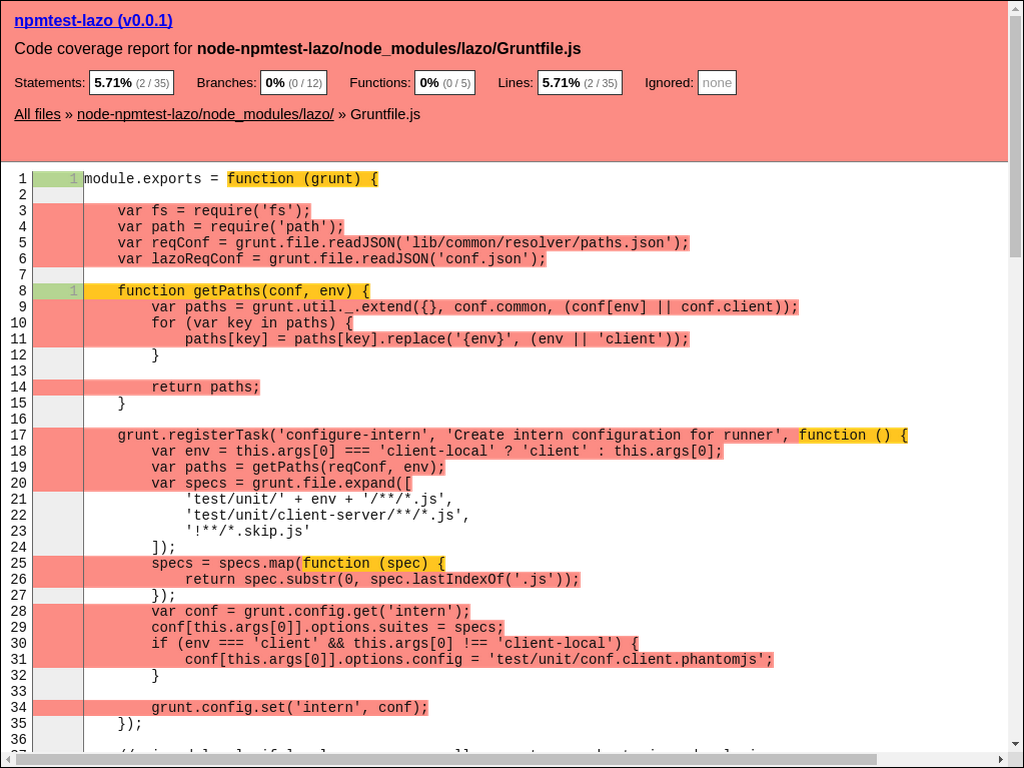 npmtest-lazo (v0.0.1)
Code coverage report for node-npmtest-lazo/node_modules/lazo/Gruntfile.js
Statements: 5.71% (2 / 35) Branches: 0% (0 / 12) Functions: 0% (0 / 5) Lines: 5.71% (2 / 35) Ignored: none
All files » node-npmtest-lazo/node_modules/lazo/ » Gruntfile.js
1 1 module.exports = function (grunt) {
2
3     var fs = require('fs');
4     var path = require('path');
5     var reqConf = grunt.file.readJSON('lib/common/resolver/paths.json');
6     var lazoReqConf = grunt.file.readJSON('conf.json');
7
8 1     function getPaths(conf, env) {
9         var paths = grunt.util._.extend({}, conf.common, (conf[env] || conf.client));
10         for (var key in paths) {
11             paths[key] = paths[key].replace('{env}', (env || 'client'));
12         }
13
14         return paths;
15     }
16
17     grunt.registerTask('configure-intern', 'Create intern configuration for runner', function () {
18         var env = this.args[0] === 'client-local' ? 'client' : this.args[0];
19         var paths = getPaths(reqConf, env);
20         var specs = grunt.file.expand([
21             'test/unit/' + env + '/**/*.js',
22             'test/unit/client-server/**/*.js',
23             '!**/*.skip.js'
24         ]);
25         specs = specs.map(function (spec) {
26             return spec.substr(0, spec.lastIndexOf('.js'));
27         });
28         var conf = grunt.config.get('intern');
29         conf[this.args[0]].options.suites = specs;
30         if (env === 'client' && this.args[0] !== 'client-local') {
31             conf[this.args[0]].options.config = 'test/unit/conf.client.phantomjs';
32         }
33
34         grunt.config.set('intern', conf);
35     });
36